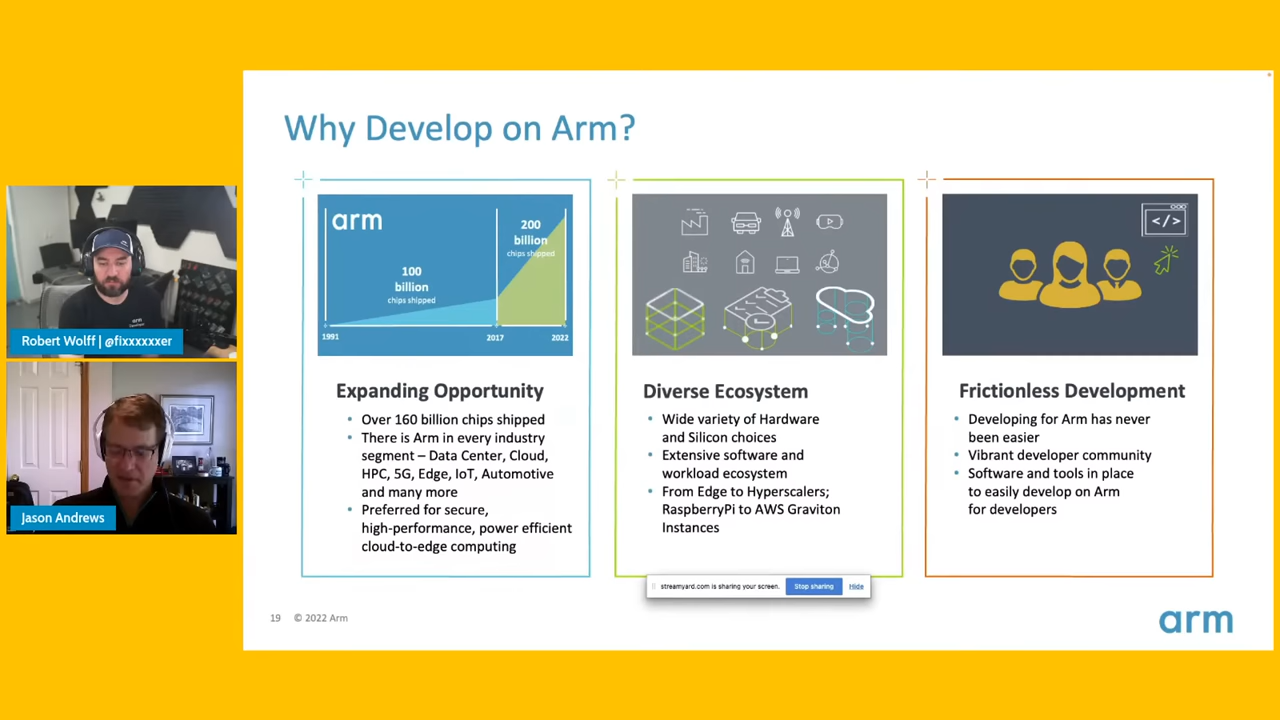 Why Develop on Arm?
arm
100
billion
chips shipped
200
billion
chips shipped
1991
2017
2022
Expanding Opportunity
• Over 160 billion chips shipped
• There is Arm in every industry
segment – Data Center, Cloud,
HPC, 5G, Edge, IoT, Automotive
and many more
• Preferred for secure,
high-performance, power efficient
cloud-to-edge computing
Diverse Ecosystem
• Wide variety of Hardware
and Silicon choices
• Extensive software and
workload ecosystem
• From Edge to Hyperscalers;
RaspberryPi to AWS Graviton
Instances
</>
Frictionless Development
• Developing for Arm has never
been easier
• Vibrant developer community
• Software and tools in place
to easily develop on Arm
for developers
streamyard.com is sharing your screen. Stop sharing Hide
19 © 2022 Arm
arm
Robert Wolff | @fixxxxxxer
Jason Andrews